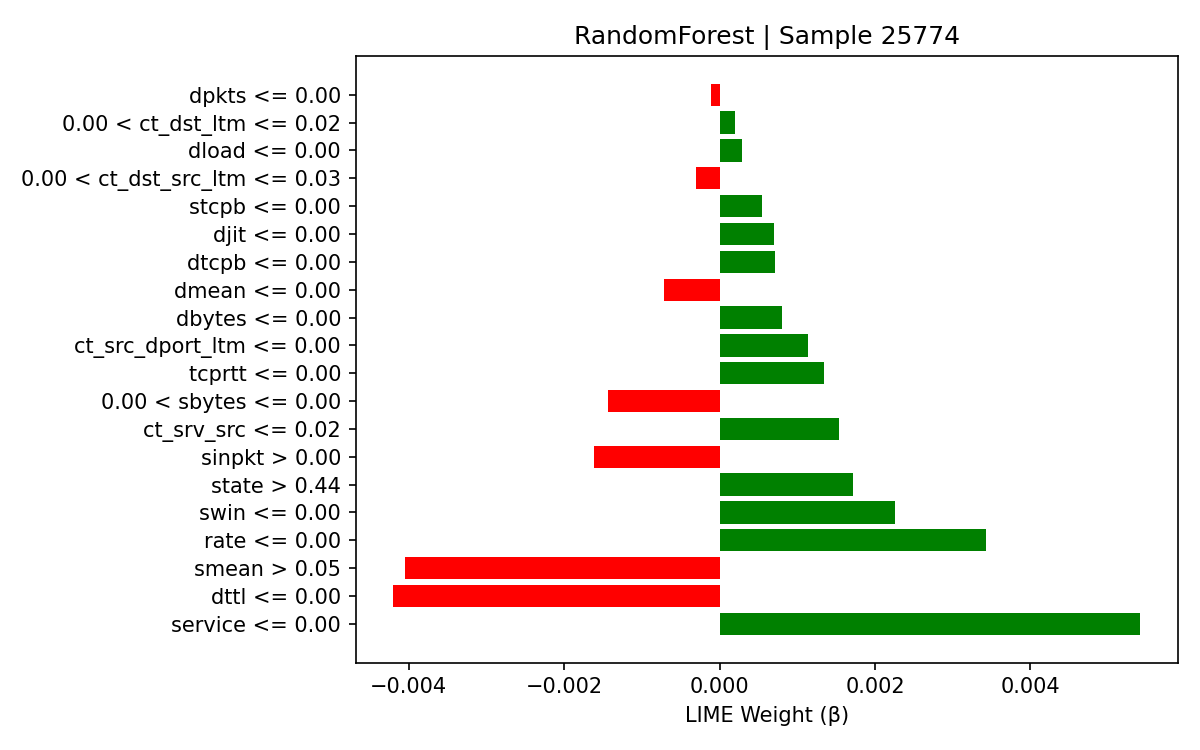 RandomForest | Sample 25774
dpkts <= 0.00
0.00 < ct_dst_ltm <= 0.02
dload <= 0.00
0.00 < ct_dst_src_ltm <= 0.03
stcpb <= 0.00
djit <= 0.00
dtcpb <= 0.00
dmean <= 0.00
dbytes <= 0.00
ct_src_dport_ltm <= 0.00
tcprtt <= 0.00
0.00 < sbytes <= 0.00
ct_srv_src <= 0.02
sinpkt > 0.00
state > 0.44
swin <= 0.00
rate <= 0.00
smean > 0.05
dttl <= 0.00
service <= 0.00
−0.004 −0.002 0.000 0.002 0.004
LIME Weight (β)